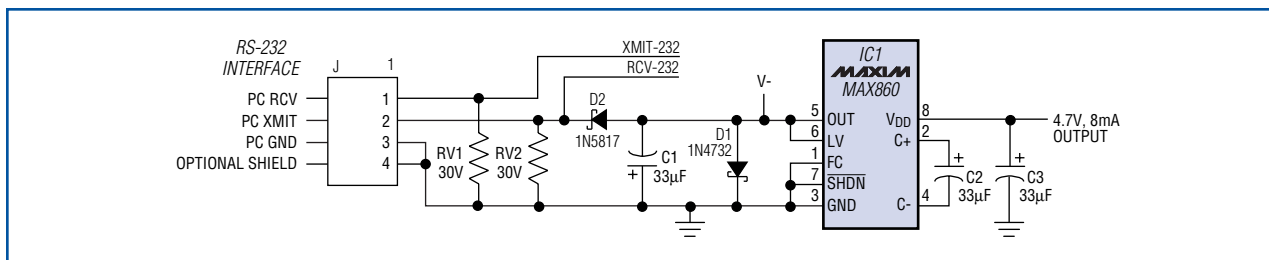 RS-232
INTERFACE
J 1
PC RCV 1
PC XMIT 2
PC GND 3
OPTIONAL SHIELD 4
XMIT-232
RCV-232
RV1
30V
RV2
30V
D2
1N5817
C1
+
33µF
D1
1N4732
V-
IC1
MAXIM
MAX860
5 OUT
6 LV
1 FC
7 SHDN
3 GND
VDD 8
C+ 2
C- 4
+
C2
33µF
+
C3
33µF
4.7V, 8mA
OUTPUT